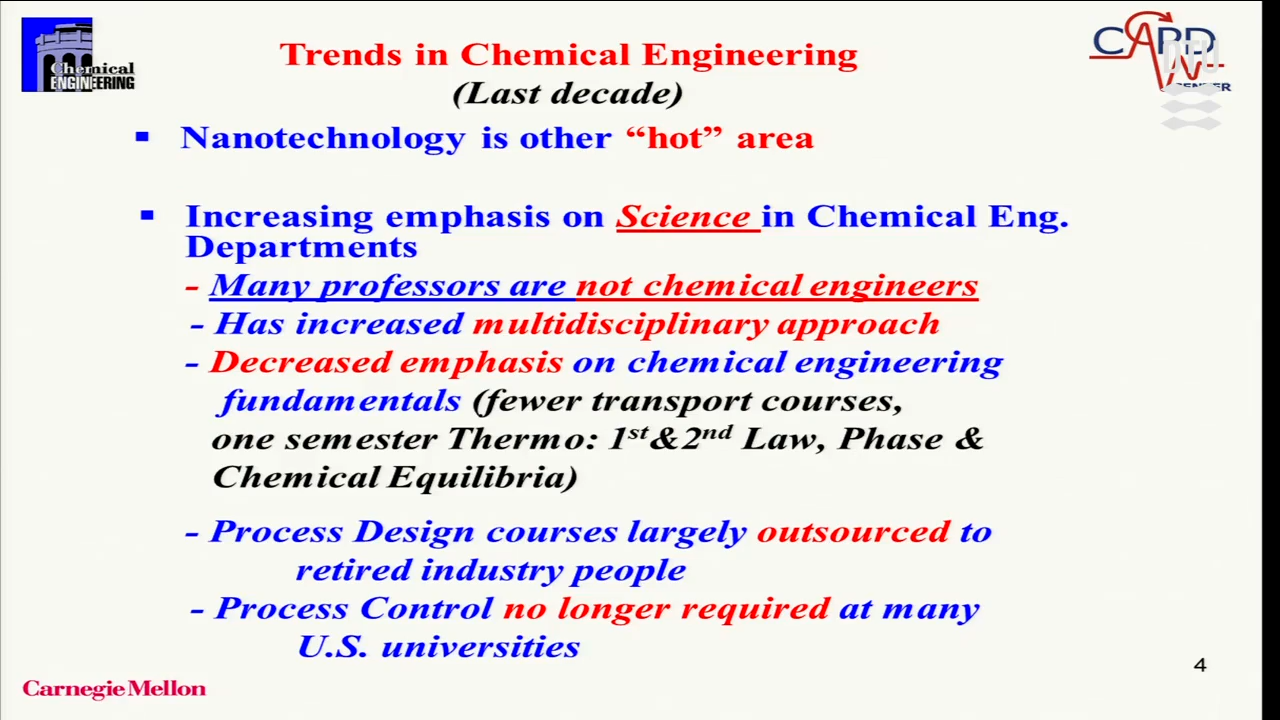 Chemical
ENGINEERING
CAPD
CENTER
DTU
Trends in Chemical Engineering
(Last decade)
▪ Nanotechnology is other “hot” area
▪ Increasing emphasis on Science in Chemical Eng.
Departments
- Many professors are not chemical engineers
- Has increased multidisciplinary approach
- Decreased emphasis on chemical engineering
fundamentals (fewer transport courses,
one semester Thermo: 1st&2nd Law, Phase &
Chemical Equilibria)
- Process Design courses largely outsourced to
retired industry people
- Process Control no longer required at many
U.S. universities
4
Carnegie Mellon